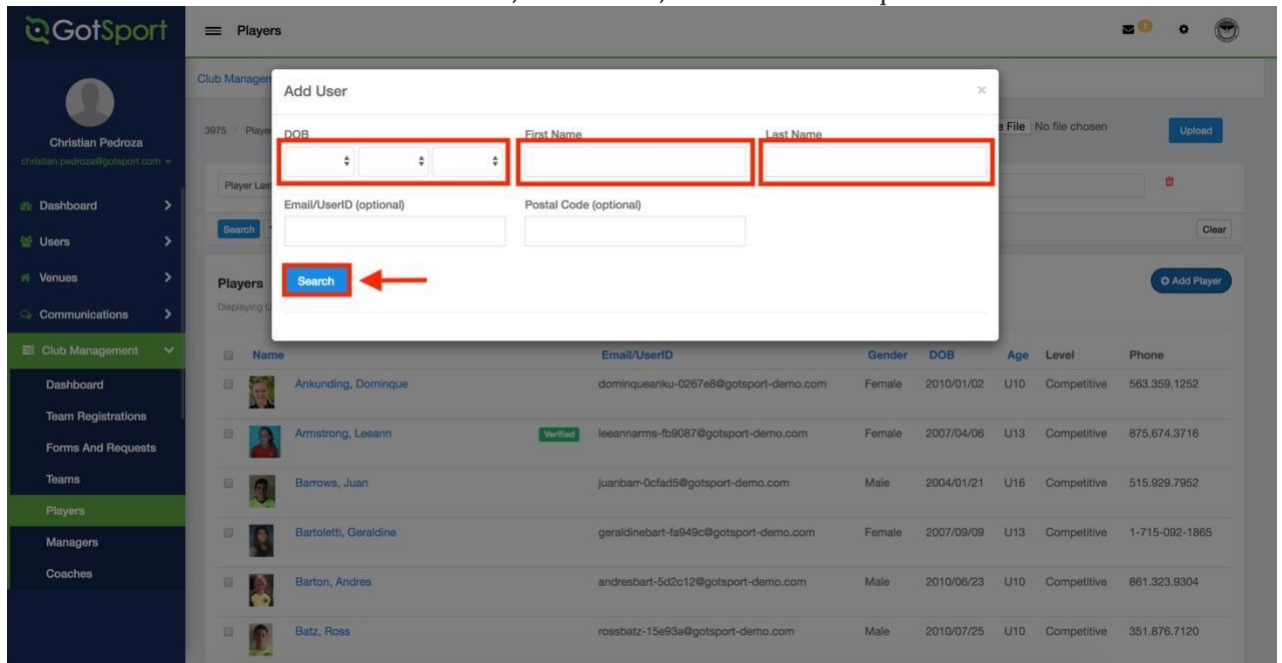 GotSport
Players
Christian Pedroza
christian.pedroza@gotsport.com
Dashboard
Users
Venues
Communications
Club Management
Dashboard
Team Registrations
Forms And Requests
Teams
Players
Managers
Coaches
Club Manage
3975 / Playe
File No file chosen
Upload
Player Las
Search
Clear
Add User ×
DOB First Name Last Name
Email/UserID (optional) Postal Code (optional)
Search
Players
Displaying
Add Player
Name Email/UserID Gender DOB Age Level Phone
Ankunding, Dominque dominqueanku-0267e8@gotsport-demo.com Female 2010/01/02 U10 Competitive 563.359.1252
Armstrong, Leeann Verified leeannarms-fb9087@gotsport-demo.com Female 2007/04/06 U13 Competitive 875.674.3716
Barrows, Juan juanbarr-0cfad5@gotsport-demo.com Male 2004/01/21 U16 Competitive 515.929.7952
Bartoletti, Geraldine geraldinebart-fa949c@gotsport-demo.com Female 2007/09/09 U13 Competitive 1-715-092-1865
Barton, Andres andresbart-5d2c12@gotsport-demo.com Male 2010/06/23 U10 Competitive 861.323.9304
Batz, Ross rossbatz-15e93a@gotsport-demo.com Male 2010/07/25 U10 Competitive 351.876.7120